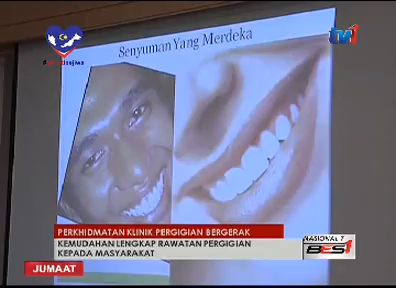 Senyuman Yang Merdeka
tv1
PERKHIDMATAN KLINIK PERGIGIAN BERGERAK
KEMUDAHAN LENGKAP RAWATAN PERGIGIAN
KEPADA MASYARAKAT
NASIONAL 7
BES1
JUMAAT